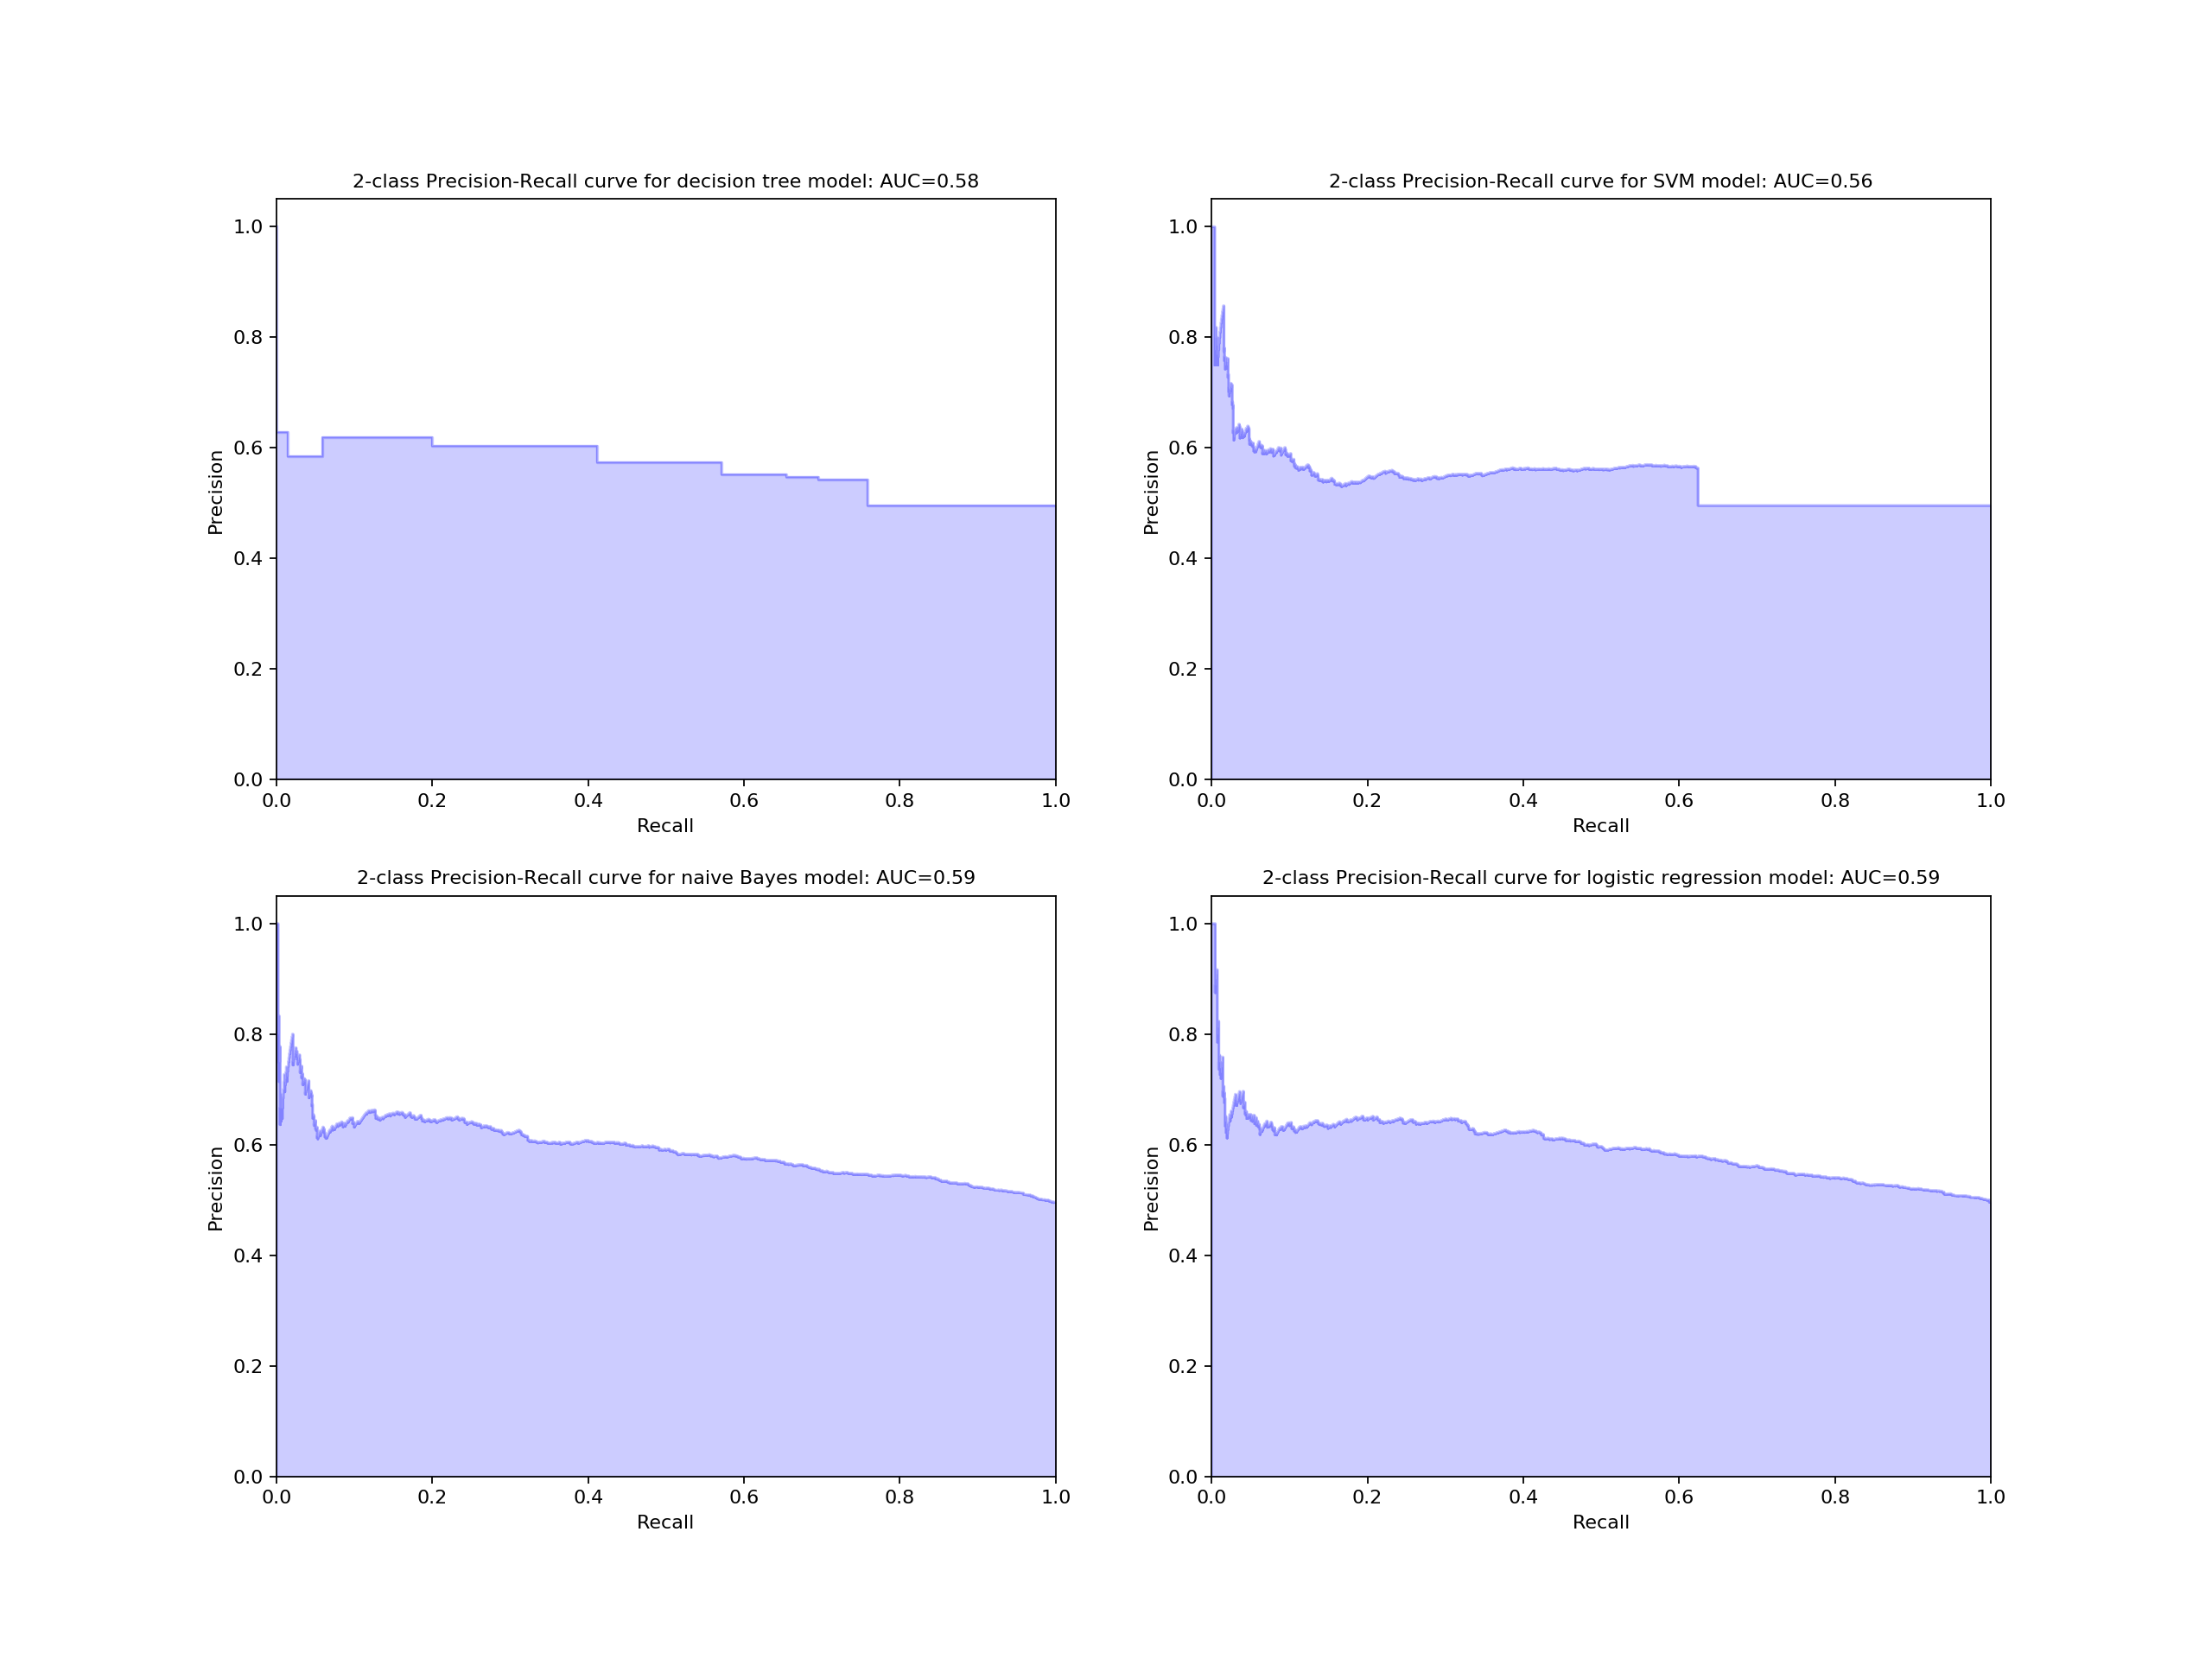 2-class Precision-Recall curve for decision tree model: AUC=0.58
1.0
0.8
0.6
0.4
0.2
0.0
Precision
0.0 0.2 0.4 0.6 0.8 1.0
Recall
2-class Precision-Recall curve for SVM model: AUC=0.56
1.0
0.8
0.6
0.4
0.2
0.0
Precision
0.0 0.2 0.4 0.6 0.8 1.0
Recall
2-class Precision-Recall curve for naive Bayes model: AUC=0.59
1.0
0.8
0.6
0.4
0.2
0.0
Precision
0.0 0.2 0.4 0.6 0.8 1.0
Recall
2-class Precision-Recall curve for logistic regression model: AUC=0.59
1.0
0.8
0.6
0.4
0.2
0.0
Precision
0.0 0.2 0.4 0.6 0.8 1.0
Recall